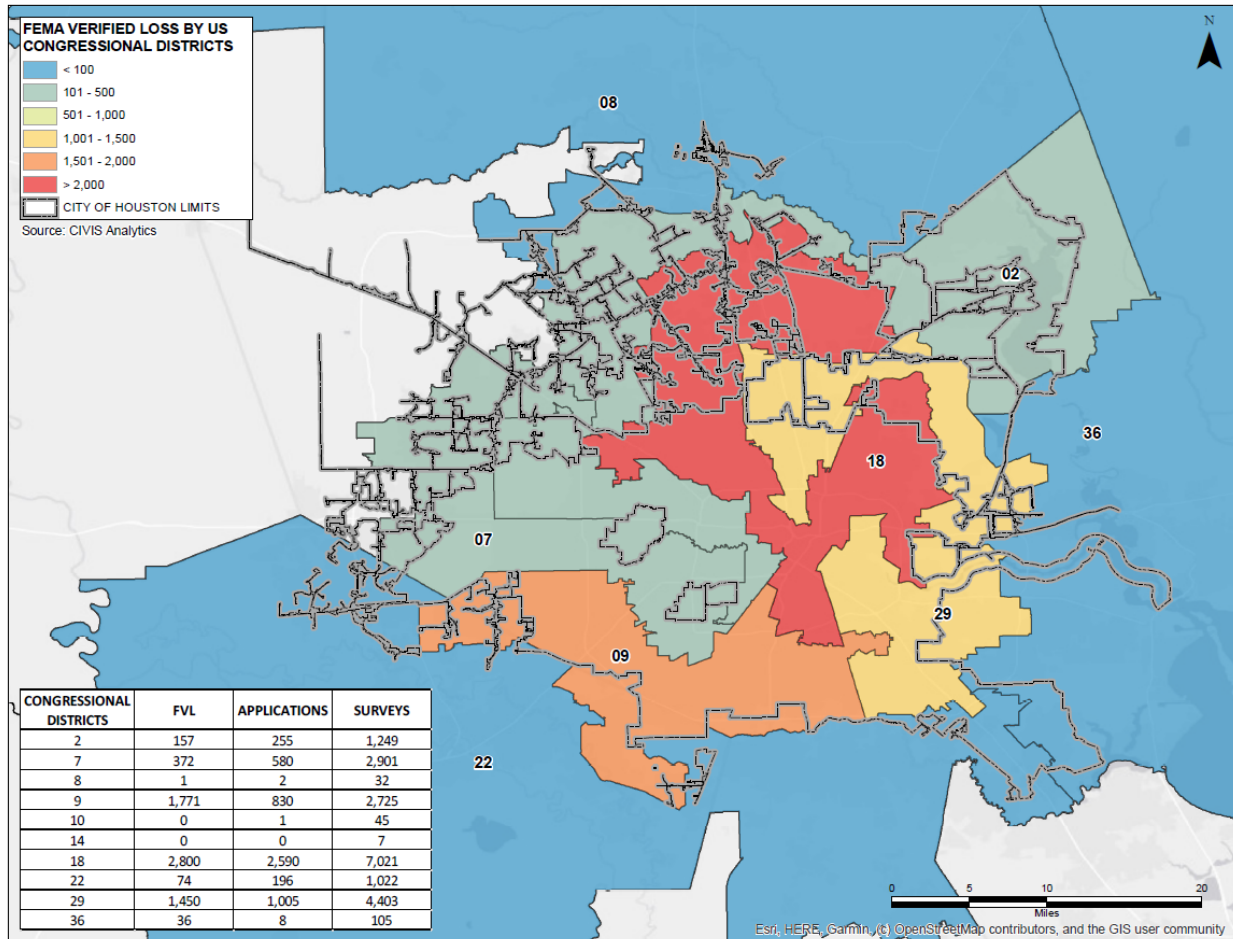 FEMA VERIFIED LOSS BY US
CONGRESSIONAL DISTRICTS
< 100
101 - 500
501 - 1,000
1,001 - 1,500
1,501 - 2,000
> 2,000
CITY OF HOUSTON LIMITS
Source: CIVIS Analytics
N
08
02
36
18
07
29
09
22
CONGRESSIONAL DISTRICTS FVL APPLICATIONS SURVEYS
2 157 255 1,249
7 372 580 2,901
8 1 2 32
9 1,771 830 2,725
10 0 1 45
14 0 0 7
18 2,800 2,590 7,021
22 74 196 1,022
29 1,450 1,005 4,403
36 36 8 105
0 5 10 20
Miles
Esri, HERE, Garmin, (c) OpenStreetMap contributors, and the GIS user community